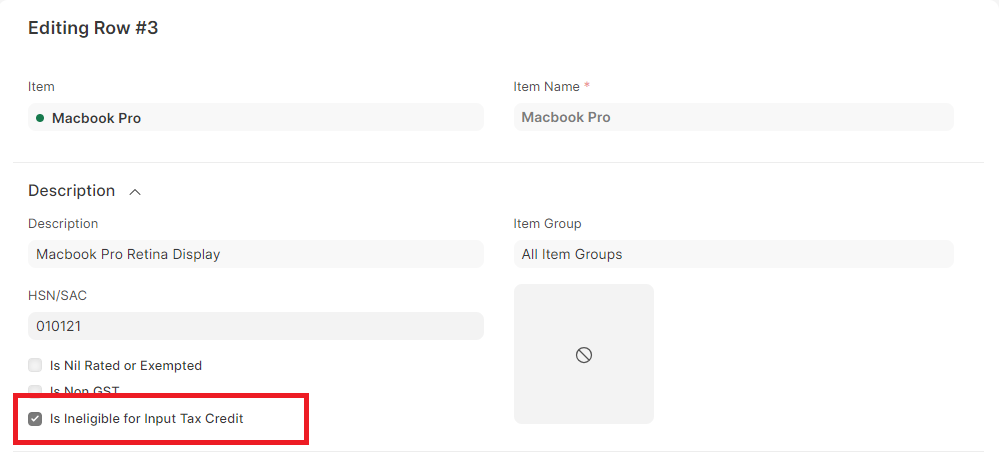 Editing Row #3
Item
Item Name *
Macbook Pro
Macbook Pro
Description
Description
Item Group
Macbook Pro Retina Display
All Item Groups
HSN/SAC
010121
Is Nil Rated or Exempted
Is Non GST
Is Ineligible for Input Tax Credit